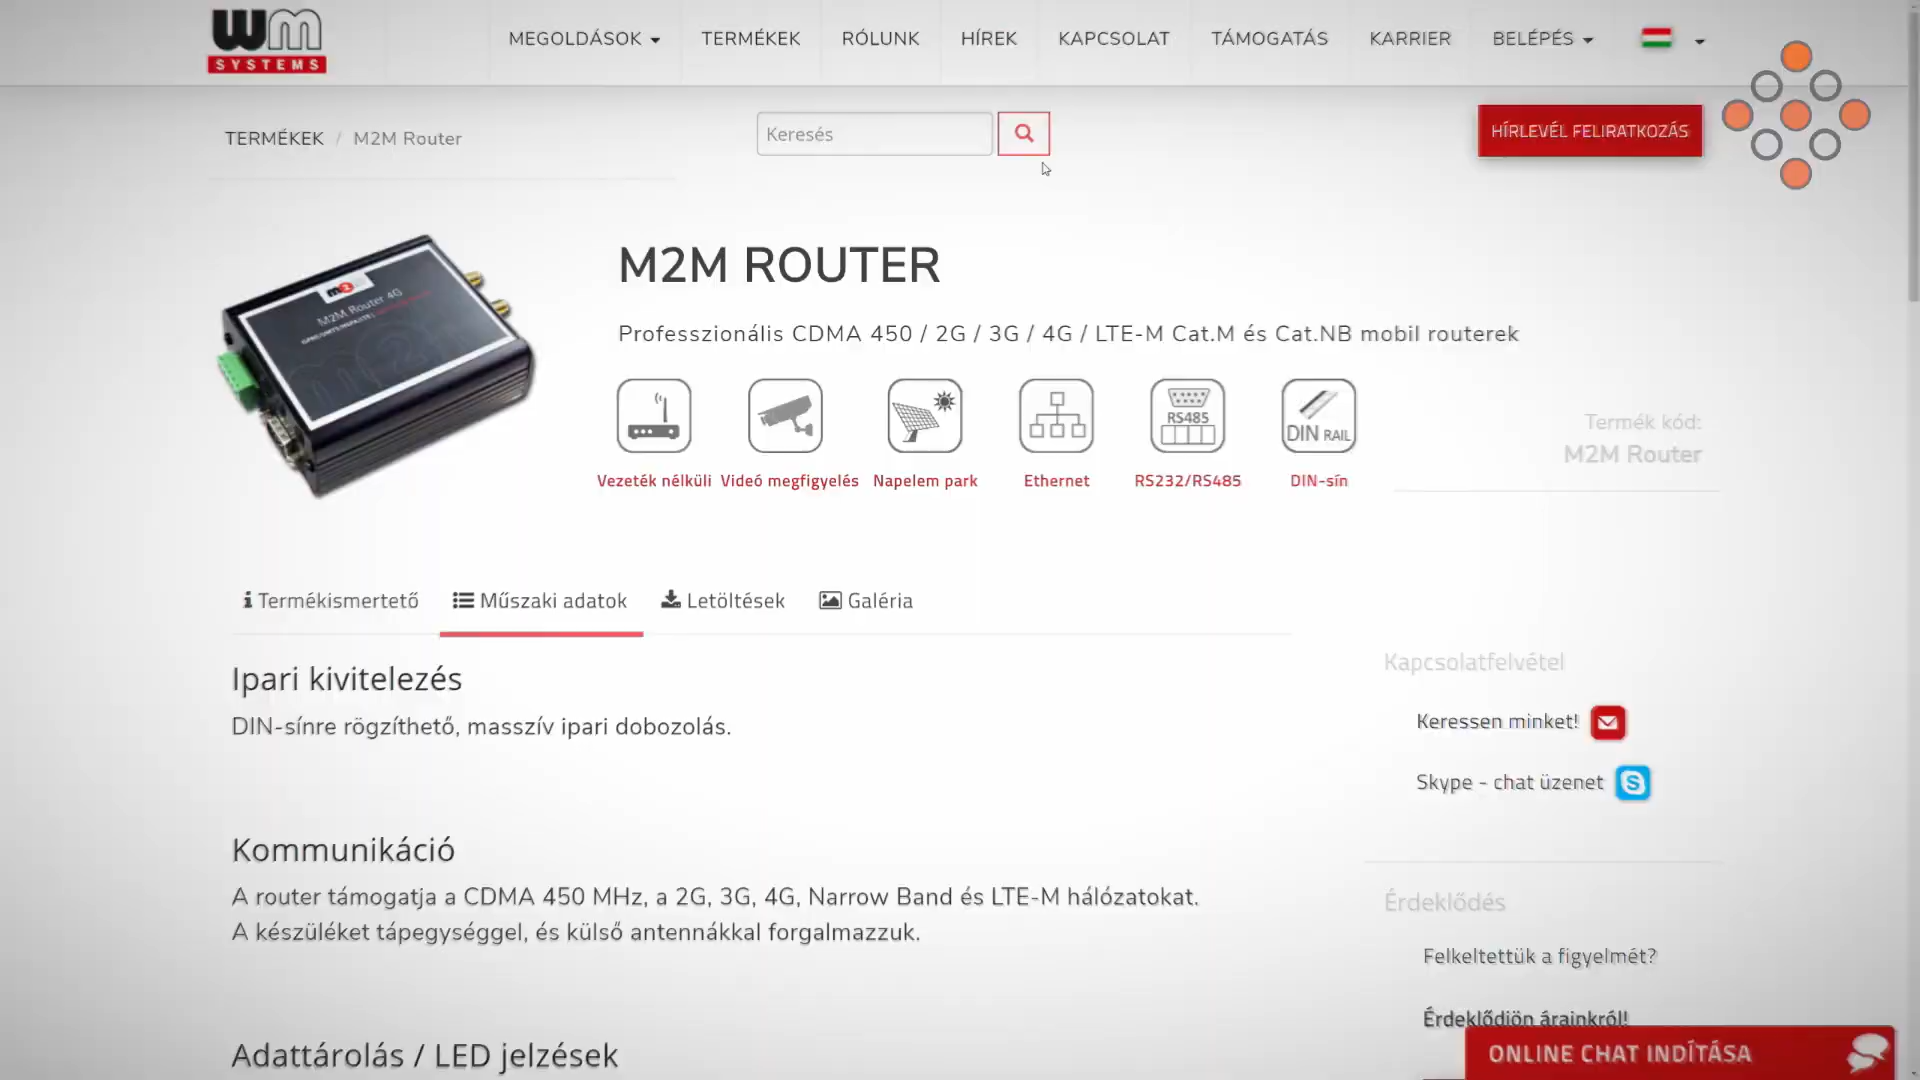 WM
SYSTEMS
MEGOLDÁSOK
TERMÉKEK
RÓLUNK
HÍREK
KAPCSOLAT
TÁMOGATÁS
KARRIER
BELÉPÉS
TERMÉKEK / M2M Router
Keresés
HÍRLEVÉL FELIRATKOZÁS
M2M ROUTER
Professzionális CDMA 450 / 2G / 3G / 4G / LTE-M Cat.M és Cat.NB mobil routerek
M2M Router 4G
RS485
DIN RAIL
Vezeték nélküli
Videó megfigyelés
Napelem park
Ethernet
RS232/RS485
DIN-sín
Termék kód:
M2M Router
Termékismertető
Műszaki adatok
Letöltések
Galéria
Ipari kivitelezés
DIN-sínre rögzíthető, masszív ipari dobozolás.
Kommunikáció
A router támogatja a CDMA 450 MHz, a 2G, 3G, 4G, Narrow Band és LTE-M hálózatokat.
A készüléket tápegységgel, és külső antennákkal forgalmazzuk.
Adattárolás / LED jelzések
Kapcsolatfelvétel
Keressen minket!
Skype - chat üzenet
Érdeklődés
Felkeltettük a figyelmét?
Érdeklődjön árainkról!
ONLINE CHAT INDÍTÁSA